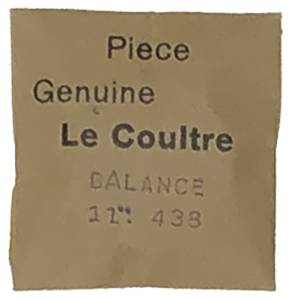 Piece
Genuine
Le Coultre
BALANCE
11''' 438